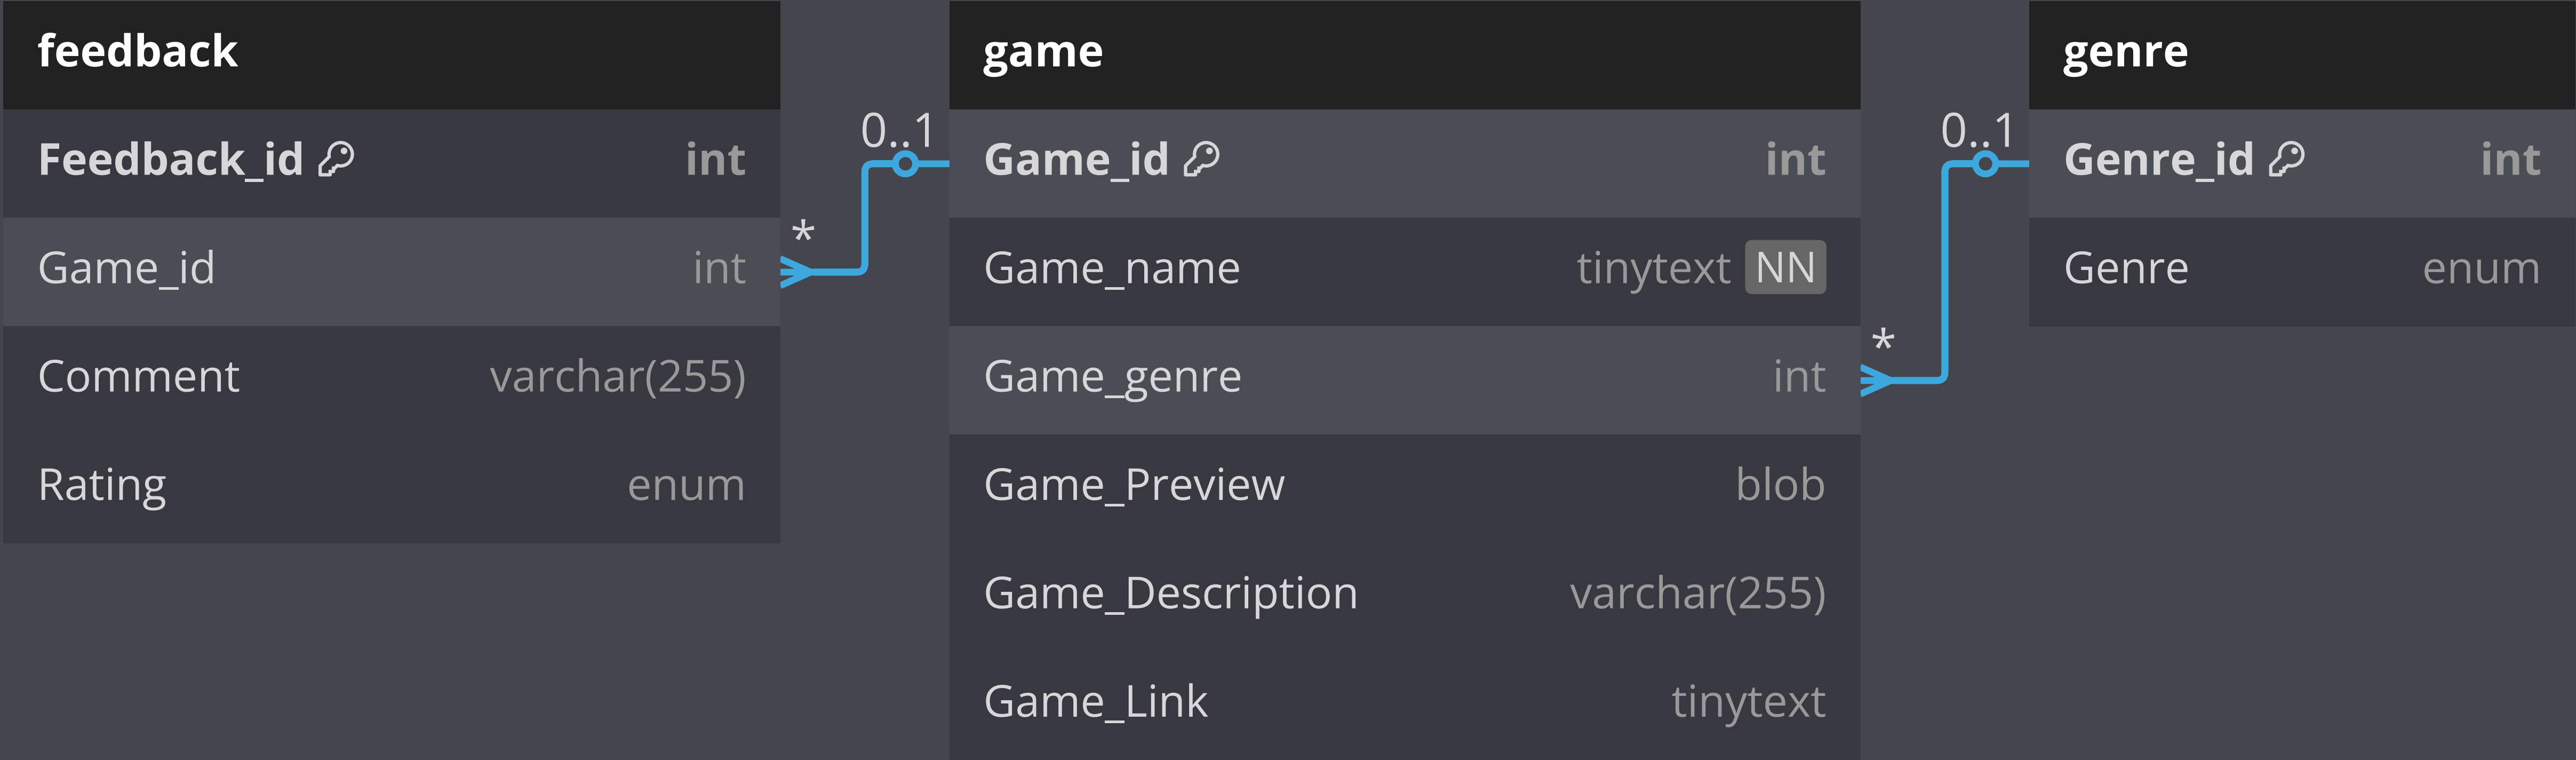 feedback
Feedback_id int
Game_id int
Comment varchar(255)
Rating enum
*
0..1
game
Game_id int
Game_name tinytext NN
Game_genre int
Game_Preview blob
Game_Description varchar(255)
Game_Link tinytext
*
0..1
genre
Genre_id int
Genre enum